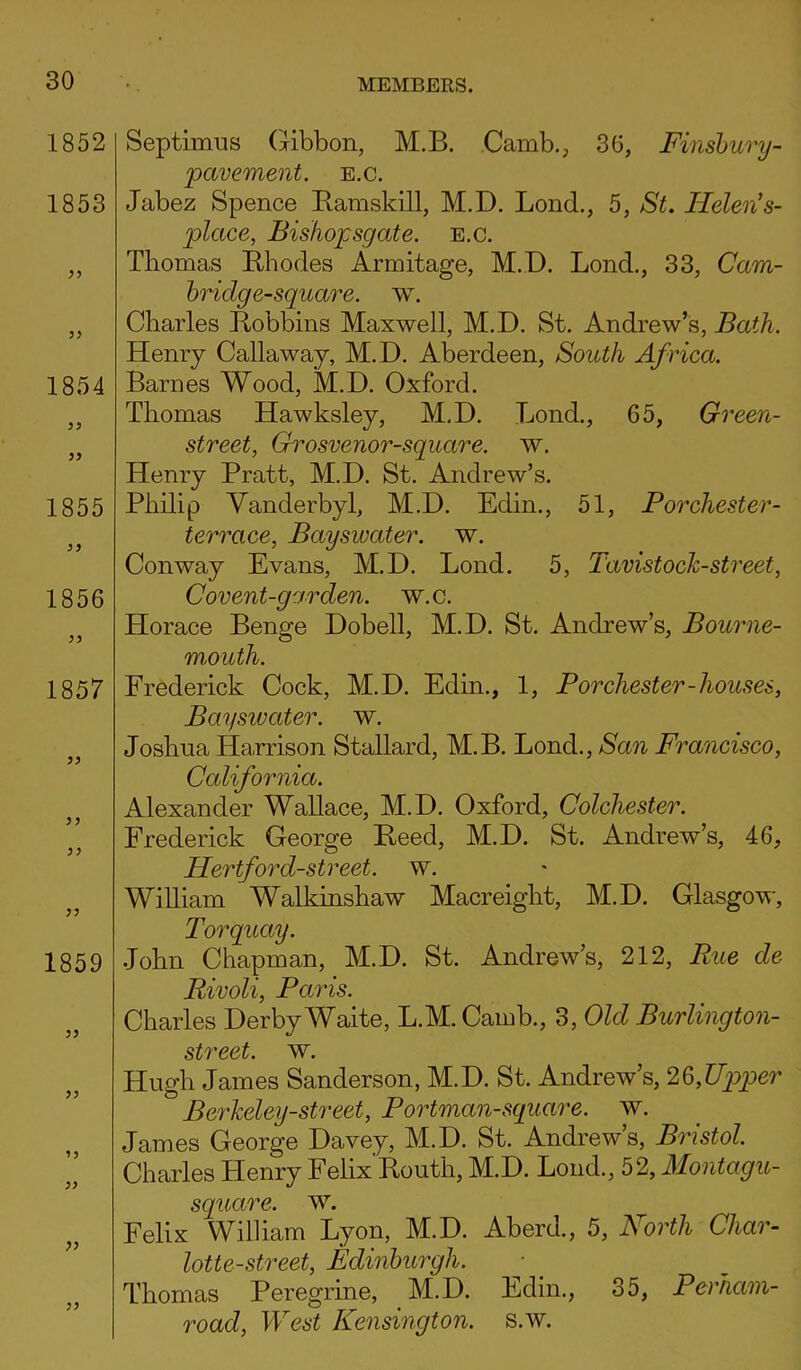 30 MEMBERS.
1852 Septimus Gibbon, M.B. Camb., 36, Finsbury-
pavement. E.C.
1853 Jabez Spence Ramskill, M.D. Lond., 5, St. Helen's-
place, Bishopsgate. E.C.
„ Thomas Rhodes Armitage, M.D. Lond., 33, Cam-
bridge-square. W.
„ Charles Robbins Maxwell, M.D. St. Andrew's, Bath.
Henry Callaway, M.D. Aberdeen, South Africa.
1854 Barnes Wood, M.D. Oxford.
„ Thomas Hawksley, M.D. Lond., 65, Green-
„ street, Grosvenor-square. W.
Henry Pratt, M.D. St. Andrew's.
1855 Philip Vanderbyl, M.D. Edin., 51, Porchester-
„ terrace, Bayswater. W.
Conway Evans, M.D. Lond. 5, Tavistock-street,
1856 Covent-garden. W.C.
„ Horace Benge Dobell, M.D. St. Andrew's, Bourne-
mouth.
1857 Frederick Cock, M.D. Edin., 1, Porchester-houses,
Bayswater. W.
„ Joshua Harrison Stallard, M.B. Lond., San Francisco,
California.
„ Alexander Wallace, M.D. Oxford, Colchester.
„ Frederick George Reed, M.D. St. Andrew's, 46,
Hertford-street. W.
„ William Walkinshaw Macreight, M.D. Glasgow,
Torquay.
1859 John Chapman, M.D. St. Andrew's, 212, Rue de
Rivoli, Paris.
„ Charles Derby Waite, L.M. Camb., 3, Old Burlington-
street. W.
„ Hugh James Sanderson, M.D. St. Andrew's, 26, Upper
Berkeley-street, Portman-square. W.
„ James George Davey, M.D. St. Andrew's, Bristol.
„ Charles Henry Felix Routh, M.D. Lond., 52, Montagu-
square. W.
„ Felix William Lyon, M.D. Aberd., 5, North Char-
lotte-street, Edinburgh.
„ Thomas Peregrine, M.D. Edin., 35, Perham-
road, West Kensington. S.W.